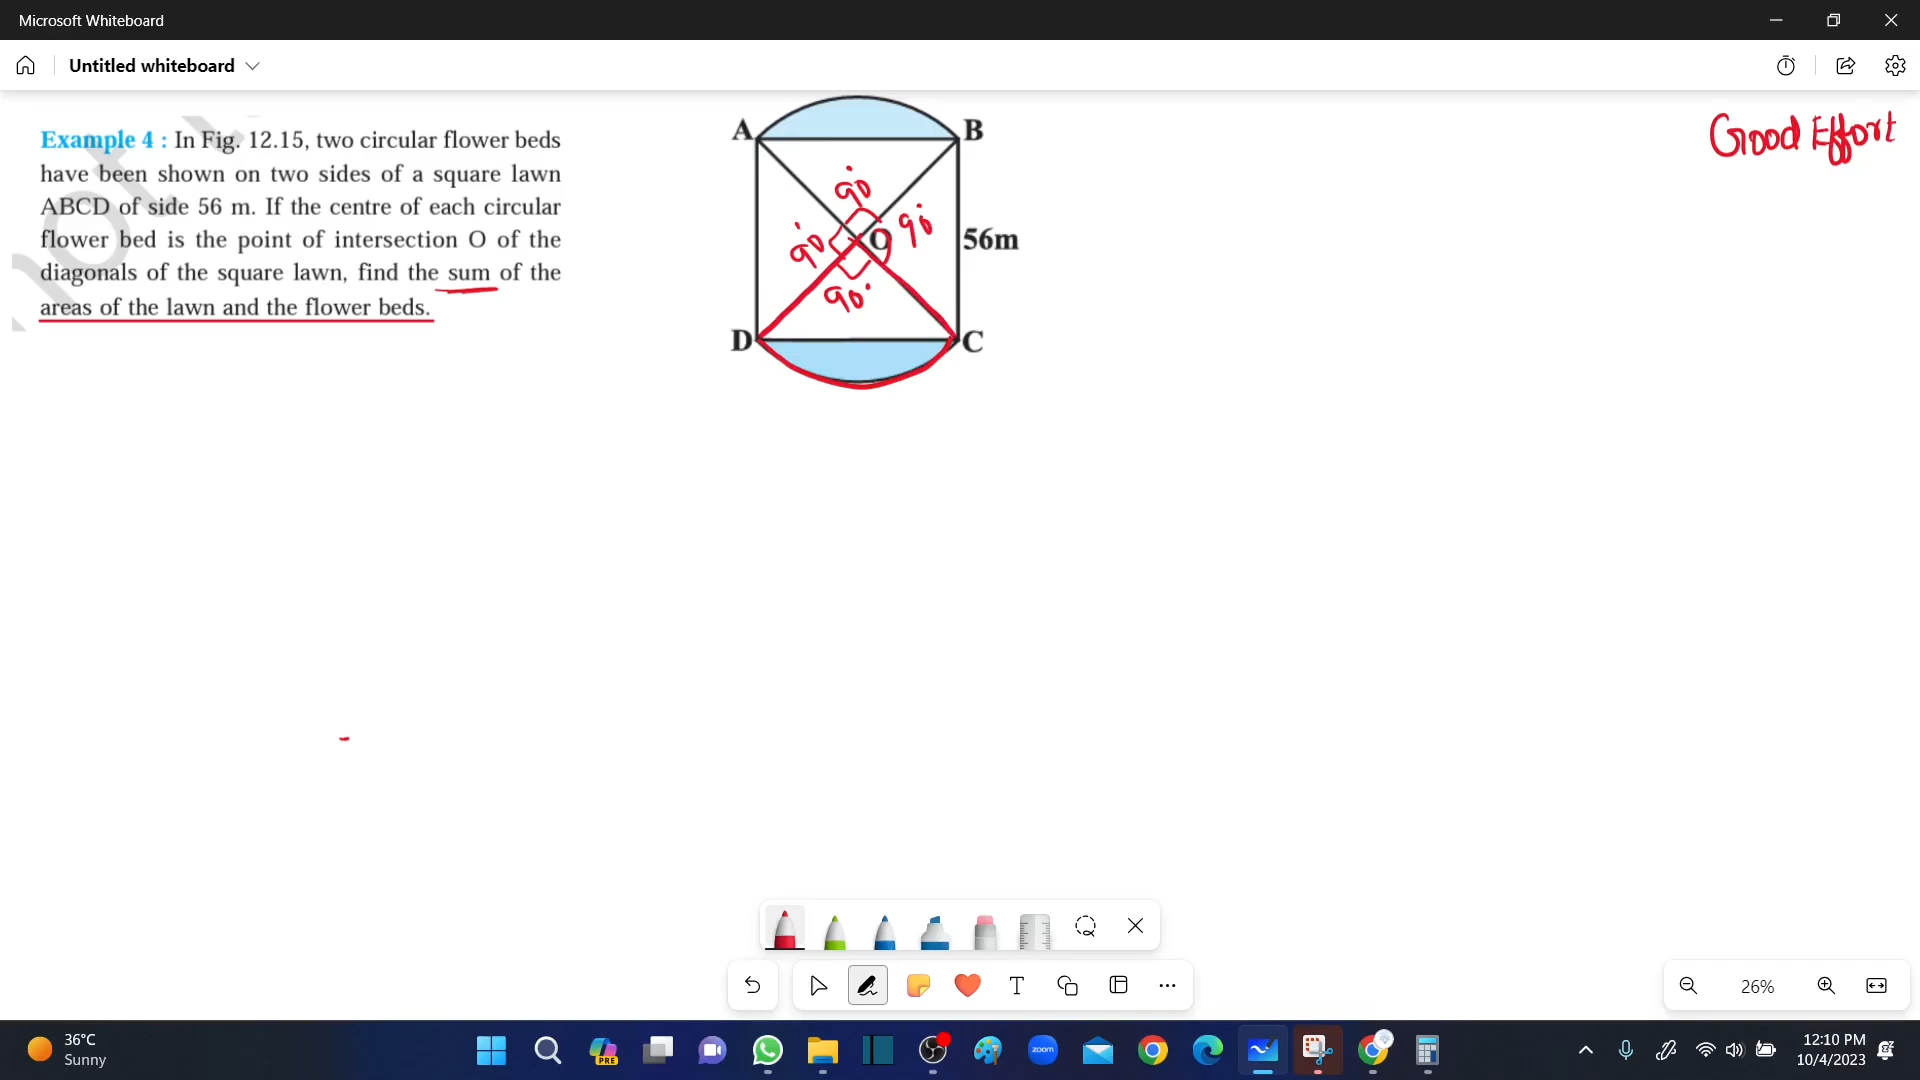 Microsoft Whiteboard
Untitled whiteboard
Example 4 : In Fig. 12.15, two circular flower beds
have been shown on two sides of a square lawn
ABCD of side 56 m. If the centre of each circular
flower bed is the point of intersection O of the
diagonals of the square lawn, find the sum of the
areas of the lawn and the flower beds.
A
B
90°
90°
O
90°
56m
90°
D
C
Good Effort
not
26%
36°C
Sunny
PRE
zoom
12:10 PM
10/4/2023